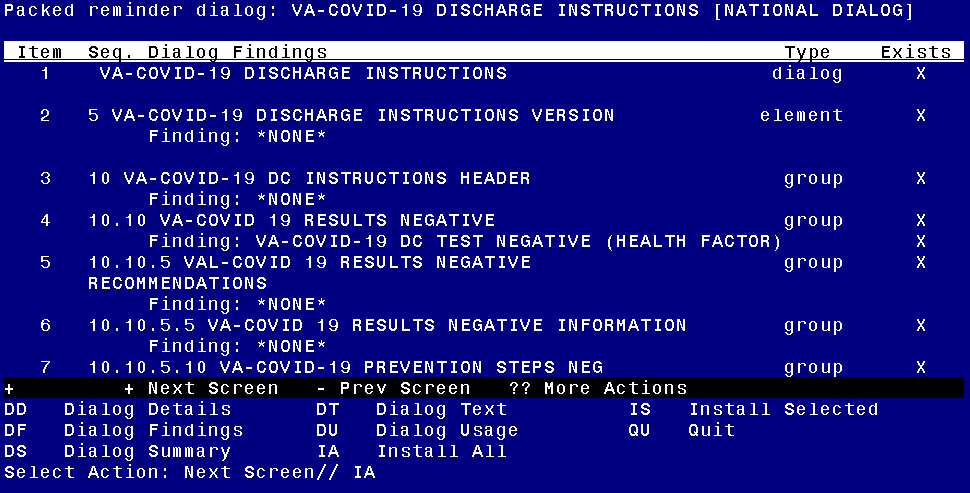 Packed reminder dialog: VA-COVID-19 DISCHARGE INSTRUCTIONS [NATIONAL DIALOG]
Item Seq. Dialog Findings Type Exists
1 VA-COVID-19 DISCHARGE INSTRUCTIONS dialog X
2 5 VA-COVID-19 DISCHARGE INSTRUCTIONS VERSION element X
Finding: *NONE*
3 10 VA-COVID-19 DC INSTRUCTIONS HEADER group X
Finding: *NONE*
4 10.10 VA-COVID 19 RESULTS NEGATIVE group X
Finding: VA-COVID-19 DC TEST NEGATIVE (HEALTH FACTOR) X
5 10.10.5 VAL-COVID 19 RESULTS NEGATIVE group X
RECOMMENDATIONS
Finding: *NONE*
6 10.10.5.5 VA-COVID 19 RESULTS NEGATIVE INFORMATION group X
Finding: *NONE*
7 10.10.5.10 VA-COVID-19 PREVENTION STEPS NEG group X
+ + Next Screen - Prev Screen ?? More Actions
DD Dialog Details DT Dialog Text IS Install Selected
DF Dialog Findings DU Dialog Usage QU Quit
DS Dialog Summary IA Install All
Select Action: Next Screen// IA